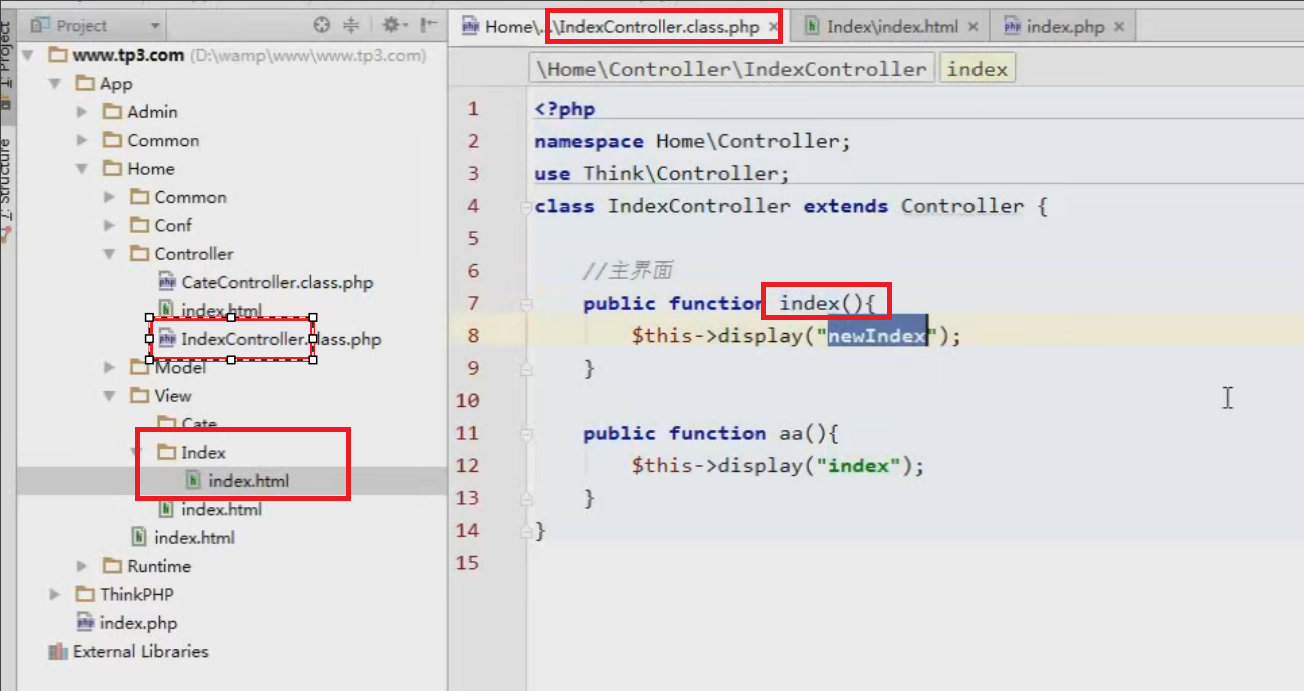 Project
www.tp3.com (D:\wamp\www\www.tp3.com)
App
Admin
Common
Home
Common
Conf
Controller
CateController.class.php
index.html
IndexController.class.php
Model
View
Cate
Index
index.html
index.html
index.html
Runtime
ThinkPHP
index.php
External Libraries
1: Project
7: Structure
Home\...\IndexController.class.php × Index\index.html × index.php ×
\Home\Controller\IndexController index
1 <?php
2 namespace Home\Controller;
3 use Think\Controller;
4 class IndexController extends Controller {
5
6 //主界面
7 public function index(){
8 $this->display("newIndex");
9 }
10
11 public function aa(){
12 $this->display("index");
13 }
14 }
15